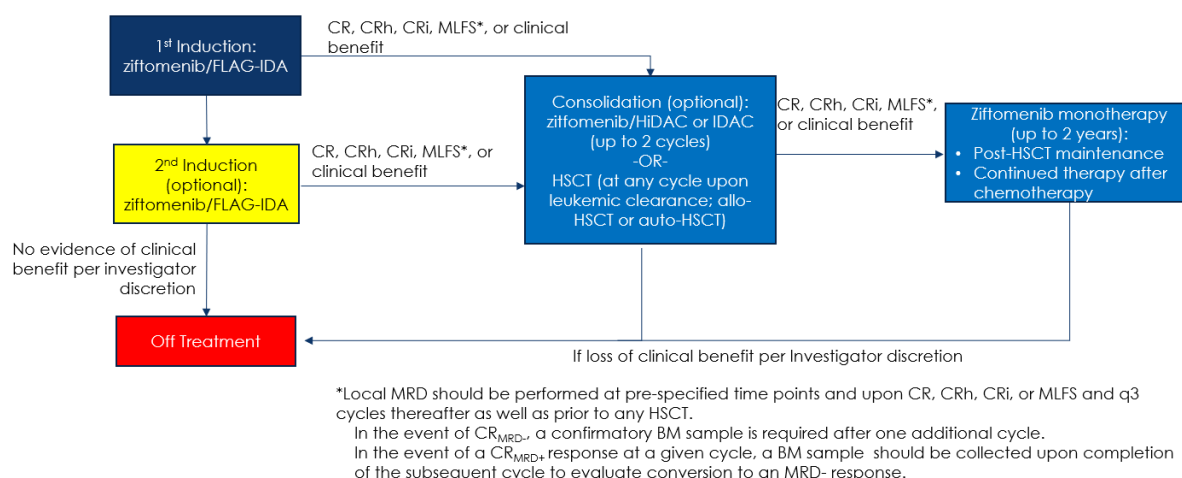 1st Induction:
ziftomenib/FLAG-IDA
CR, CRh, CRi, MLFS*, or clinical
benefit
2nd Induction
(optional):
ziftomenib/FLAG-IDA
CR, CRh, CRi, MLFS*, or
clinical benefit
Consolidation (optional):
ziftomenib/HiDAC or IDAC
(up to 2 cycles)
-OR-
HSCT (at any cycle upon
leukemic clearance; allo-
HSCT or auto-HSCT)
CR, CRh, CRi, MLFS*,
or clinical benefit
Ziftomenib monotherapy
(up to 2 years):
• Post-HSCT maintenance
• Continued therapy after
chemotherapy
No evidence of clinical
benefit per investigator
discretion
Off Treatment
If loss of clinical benefit per Investigator discretion
*Local MRD should be performed at pre-specified time points and upon CR, CRh, CRi, or MLFS and q3
cycles thereafter as well as prior to any HSCT.
In the event of CRMRD-, a confirmatory BM sample is required after one additional cycle.
In the event of a CRMRD+ response at a given cycle, a BM sample should be collected upon completion
of the subsequent cycle to evaluate conversion to an MRD- response.